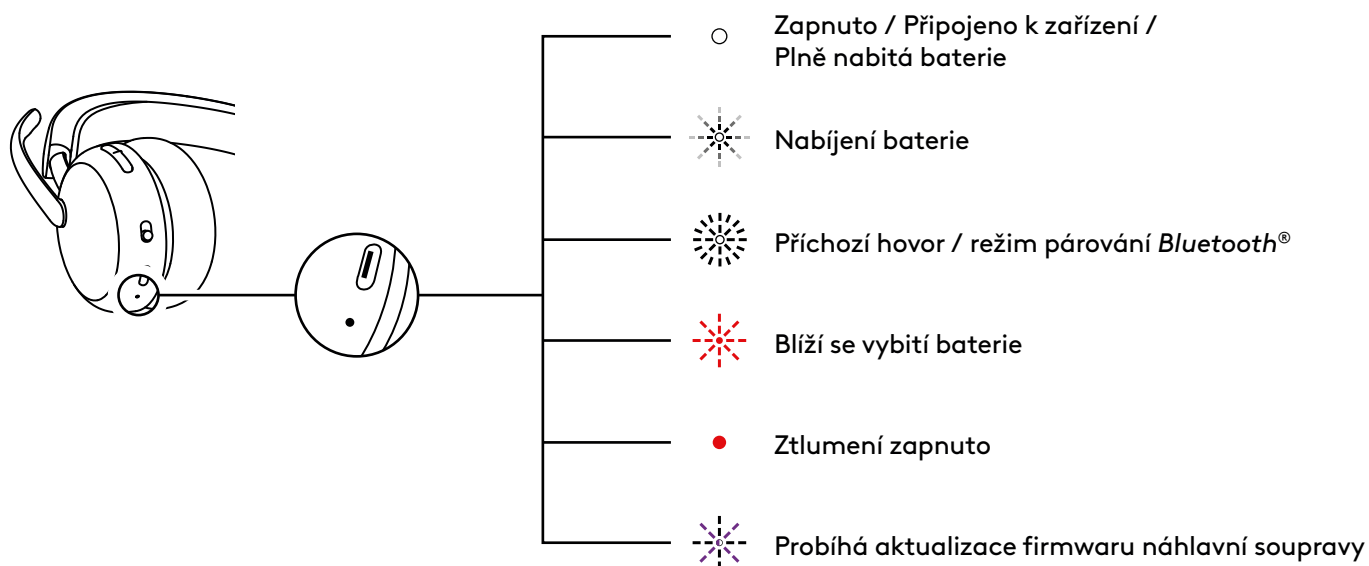 Zapnuto / Připojeno k zařízení /
Plně nabitá baterie
Nabíjení baterie
Příchozí hovor / režim párování Bluetooth®
Blíží se vybití baterie
Ztlumení zapnuto
Probíhá aktualizace firmwaru náhlavní soupravy